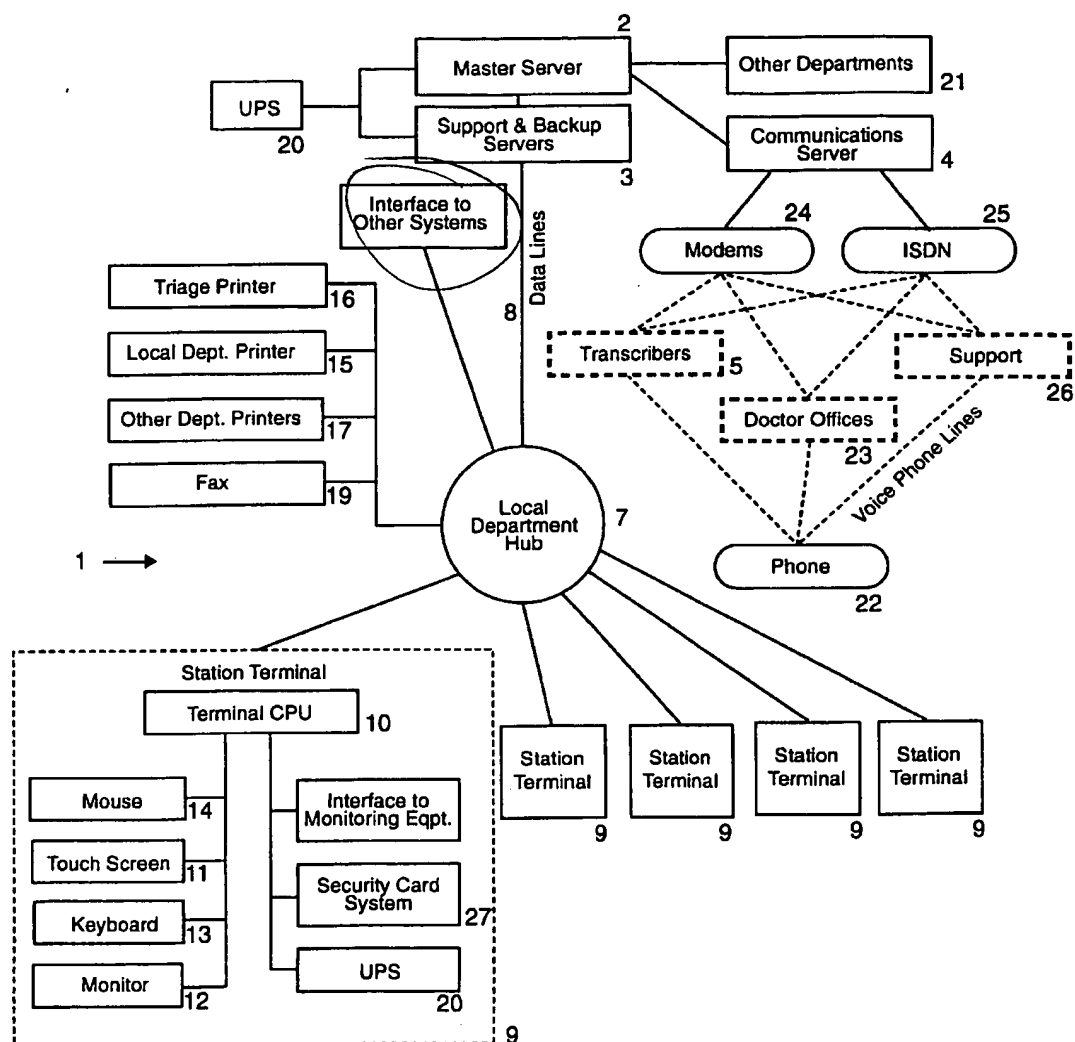 2
Master Server
Other Departments
21
UPS
20
Support & Backup
Servers
3
Communications
Server
4
Interface to
Other Systems
Data Lines
8
24
Modems
25
ISDN
Triage Printer
16
Local Dept. Printer
15
Other Dept. Printers
17
Fax
19
Transcribers
5
Support
26
Doctor Offices
23
Voice Phone Lines
Local
Department
Hub
7
1
Phone
22
Station Terminal
Terminal CPU
10
Mouse
14
Touch Screen
11
Keyboard
13
Monitor
12
Interface to
Monitoring Eqpt.
Security Card
System
27
UPS
20
9
Station
Terminal
9
Station
Terminal
9
Station
Terminal
9
Station
Terminal
9